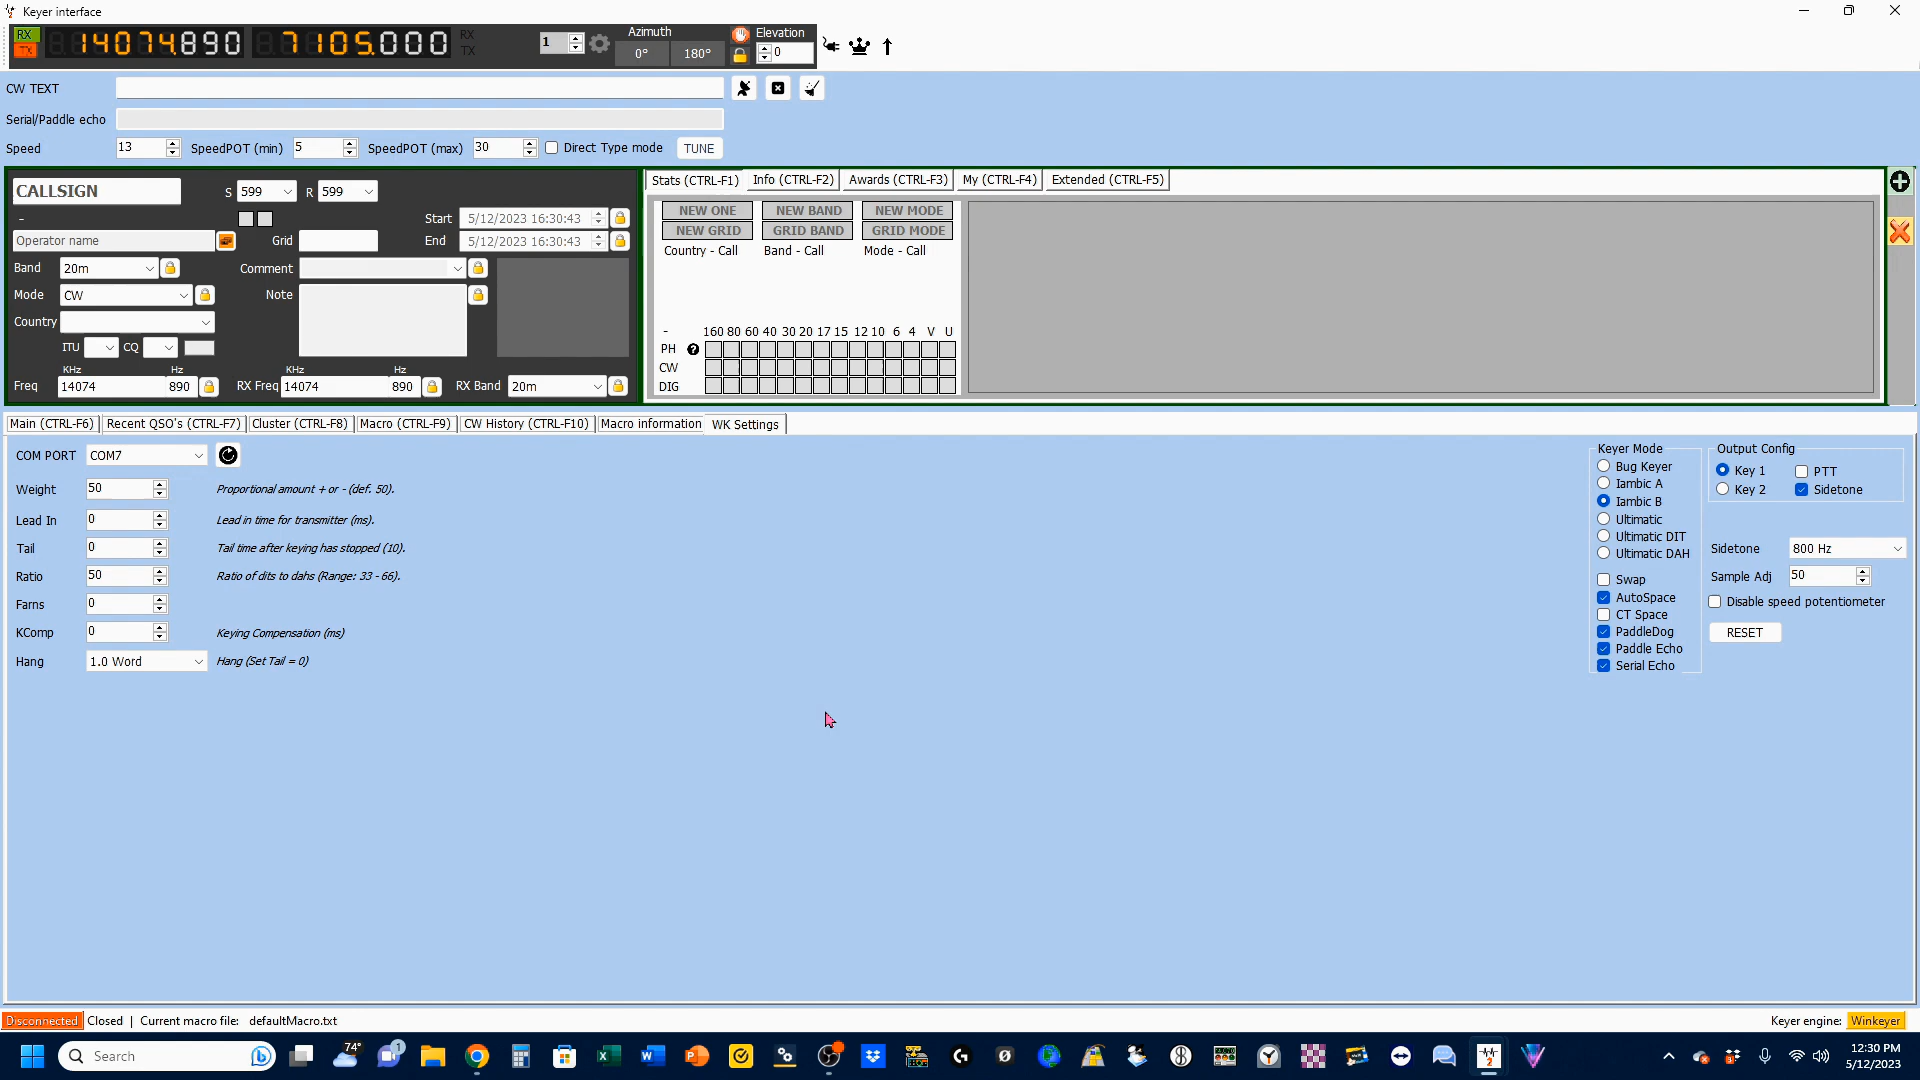 Keyer interface
RX TX 14074.890 7105.000 RX TX 1 Azimuth 0° 180° Elevation 0
CW TEXT
Serial/Paddle echo
Speed 13 SpeedPOT (min) 5 SpeedPOT (max) 30 Direct Type mode TUNE
CALLSIGN S 599 R 599
-
Start 5/12/2023 16:30:43
Operator name Grid End 5/12/2023 16:30:43
Band 20m Comment
Mode CW Note
Country
ITU CQ
KHz Hz KHz Hz
Freq 14074 890 RX Freq 14074 890 RX Band 20m
Stats (CTRL-F1) Info (CTRL-F2) Awards (CTRL-F3) My (CTRL-F4) Extended (CTRL-F5)
NEW ONE NEW BAND NEW MODE
NEW GRID GRID BAND GRID MODE
Country - Call Band - Call Mode - Call
- 160 80 60 40 30 20 17 15 12 10 6 4 V U
PH
CW
DIG
Main (CTRL-F6) Recent QSO's (CTRL-F7) Cluster (CTRL-F8) Macro (CTRL-F9) CW History (CTRL-F10) Macro information WK Settings
COM PORT COM7
Weight 50 Proportional amount + or - (def. 50).
Lead In 0 Lead in time for transmitter (ms).
Tail 0 Tail time after keying has stopped (10).
Ratio 50 Ratio of dits to dahs (Range: 33 - 66).
Farns 0
KComp 0 Keying Compensation (ms)
Hang 1.0 Word Hang (Set Tail = 0)
Keyer Mode
Bug Keyer
Iambic A
Iambic B
Ultimatic
Ultimatic DIT
Ultimatic DAH
Swap
AutoSpace
CT Space
PaddleDog
Paddle Echo
Serial Echo
Output Config
Key 1 PTT
Key 2 Sidetone
Sidetone 800 Hz
Sample Adj 50
Disable speed potentiometer
RESET
Disconnected Closed | Current macro file: defaultMacro.txt Keyer engine: Winkeyer
Search 74° 1 12:30 PM
5/12/2023